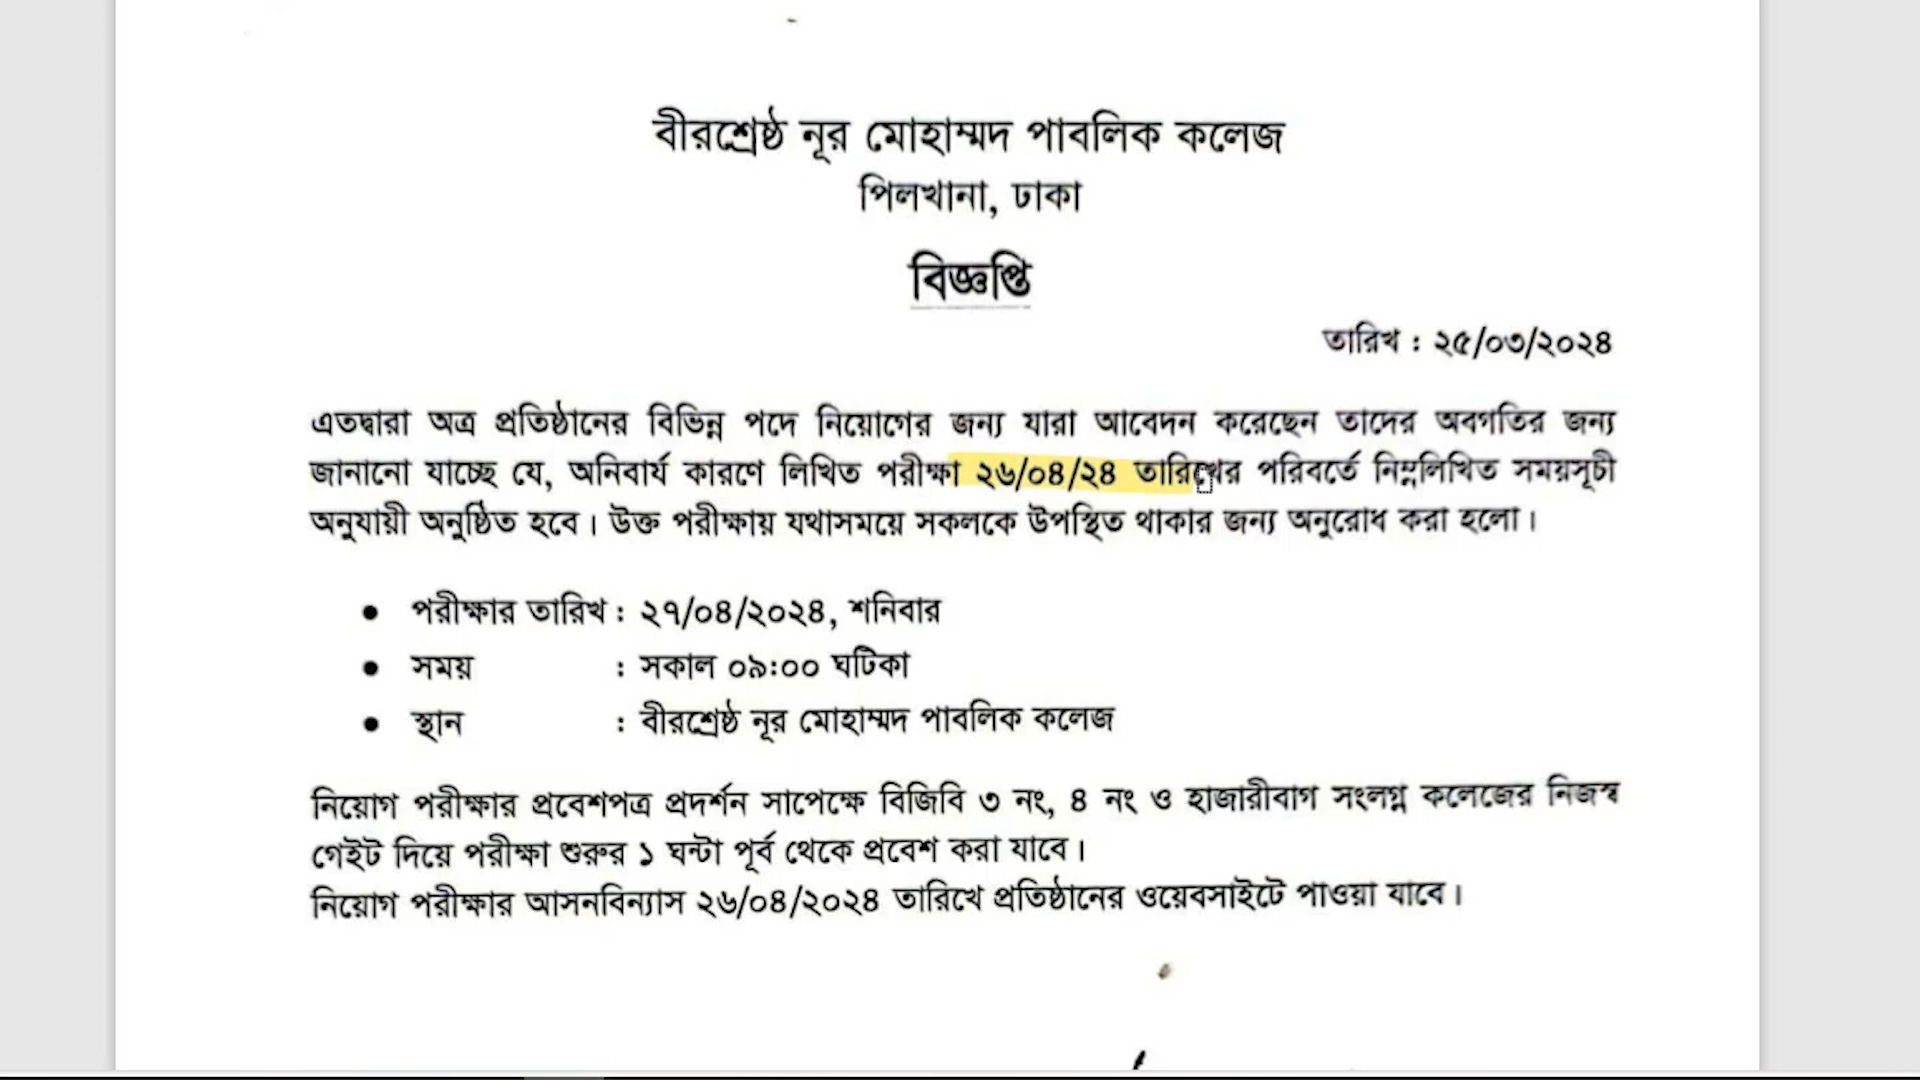 বীরশ্রেষ্ঠ নূর মোহাম্মদ পাবলিক কলেজ
পিলখানা, ঢাকা
বিজ্ঞপ্তি
তারিখ : ২৫/০৩/২০২৪
এতদ্বারা অত্র প্রতিষ্ঠানের বিভিন্ন পদে নিয়োগের জন্য যারা আবেদন করেছেন তাদের অবগতির জন্য
জানানো যাচ্ছে যে, অনিবার্য কারণে লিখিত পরীক্ষা ২৬/০৪/২৪ তারিখের পরিবর্তে নিম্নলিখিত সময়সূচী
অনুযায়ী অনুষ্ঠিত হবে। উক্ত পরীক্ষায় যথাসময়ে সকলকে উপস্থিত থাকার জন্য অনুরোধ করা হলো।
● পরীক্ষার তারিখ : ২৭/০৪/২০২৪, শনিবার
● সময় : সকাল ০৯:০০ ঘটিকা
● স্থান : বীরশ্রেষ্ঠ নূর মোহাম্মদ পাবলিক কলেজ
নিয়োগ পরীক্ষার প্রবেশপত্র প্রদর্শন সাপেক্ষে বিজিবি ৩ নং, ৪ নং ও হাজারীবাগ সংলগ্ন কলেজের নিজস্ব
গেইট দিয়ে পরীক্ষা শুরুর ১ ঘন্টা পূর্ব থেকে প্রবেশ করা যাবে।
নিয়োগ পরীক্ষার আসনবিন্যাস ২৬/০৪/২০২৪ তারিখে প্রতিষ্ঠানের ওয়েবসাইটে পাওয়া যাবে।